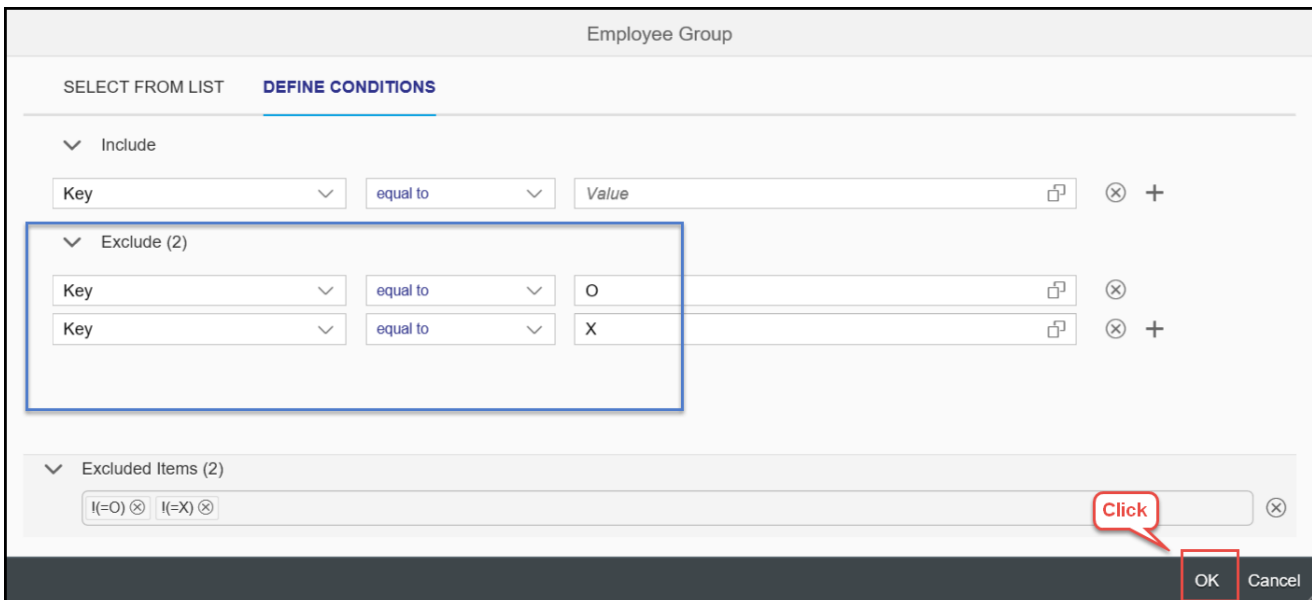 Employee Group
SELECT FROM LIST DEFINE CONDITIONS
Include
Key equal to Value
Exclude (2)
Key equal to O
Key equal to X
Excluded Items (2)
!(=O) !(=X)
Click
OK Cancel